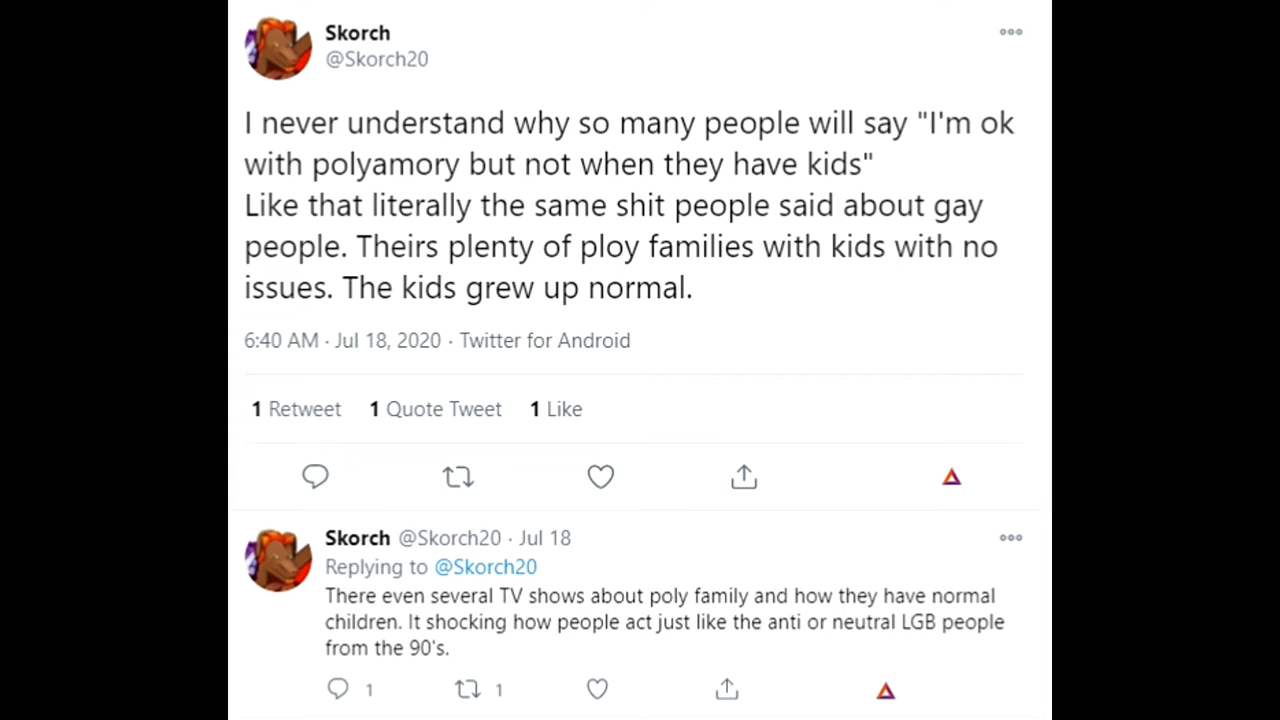 Skorch
@Skorch20
I never understand why so many people will say "I'm ok
with polyamory but not when they have kids"
Like that literally the same shit people said about gay
people. Theirs plenty of ploy families with kids with no
issues. The kids grew up normal.
6:40 AM · Jul 18, 2020 · Twitter for Android
1 Retweet 1 Quote Tweet 1 Like
Skorch @Skorch20 · Jul 18
Replying to @Skorch20
There even several TV shows about poly family and how they have normal
children. It shocking how people act just like the anti or neutral LGB people
from the 90's.
1 1